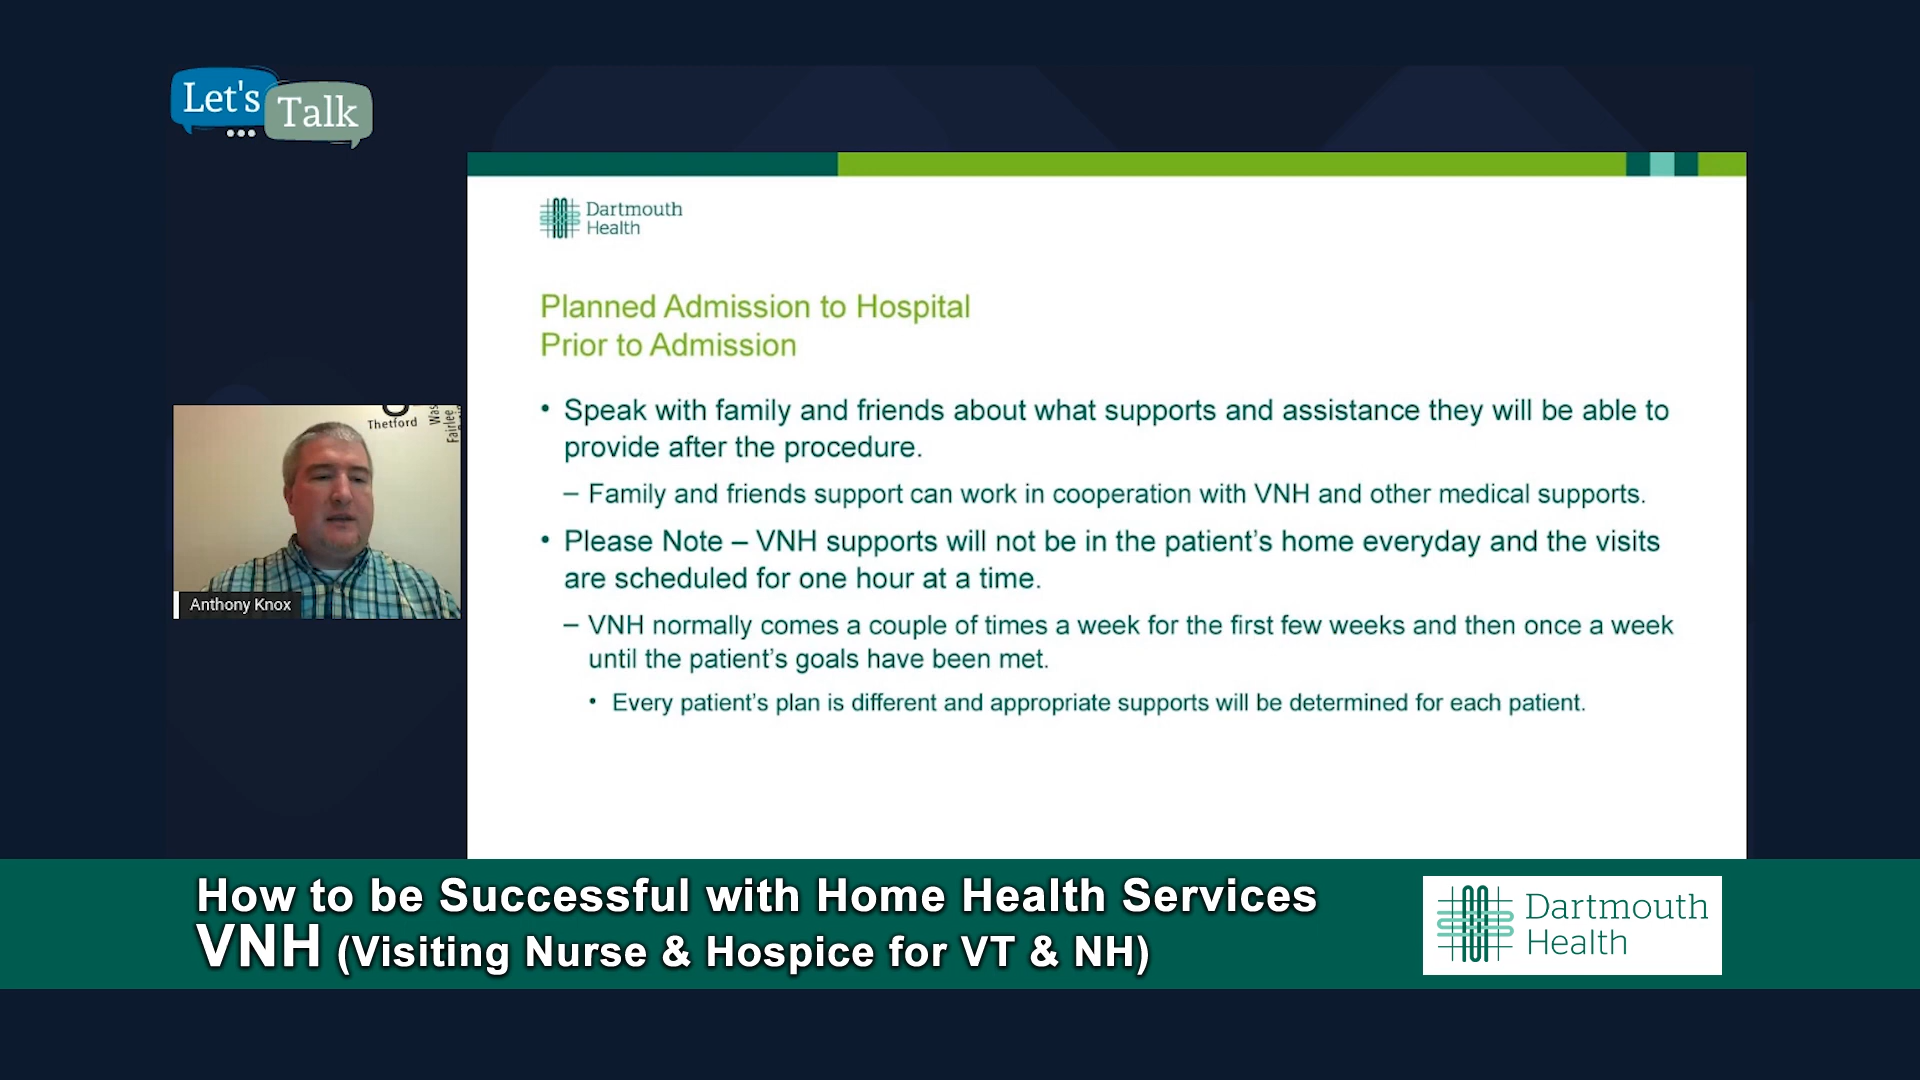 Let's
Talk
Dartmouth
Health
Planned Admission to Hospital
Prior to Admission
• Speak with family and friends about what supports and assistance they will be able to
provide after the procedure.
– Family and friends support can work in cooperation with VNH and other medical supports.
• Please Note – VNH supports will not be in the patient's home everyday and the visits
are scheduled for one hour at a time.
– VNH normally comes a couple of times a week for the first few weeks and then once a week
until the patient's goals have been met.
• Every patient's plan is different and appropriate supports will be determined for each patient.
Thetford
Fairlee
Anthony Knox
How to be Successful with Home Health Services
VNH (Visiting Nurse & Hospice for VT & NH)
Dartmouth
Health